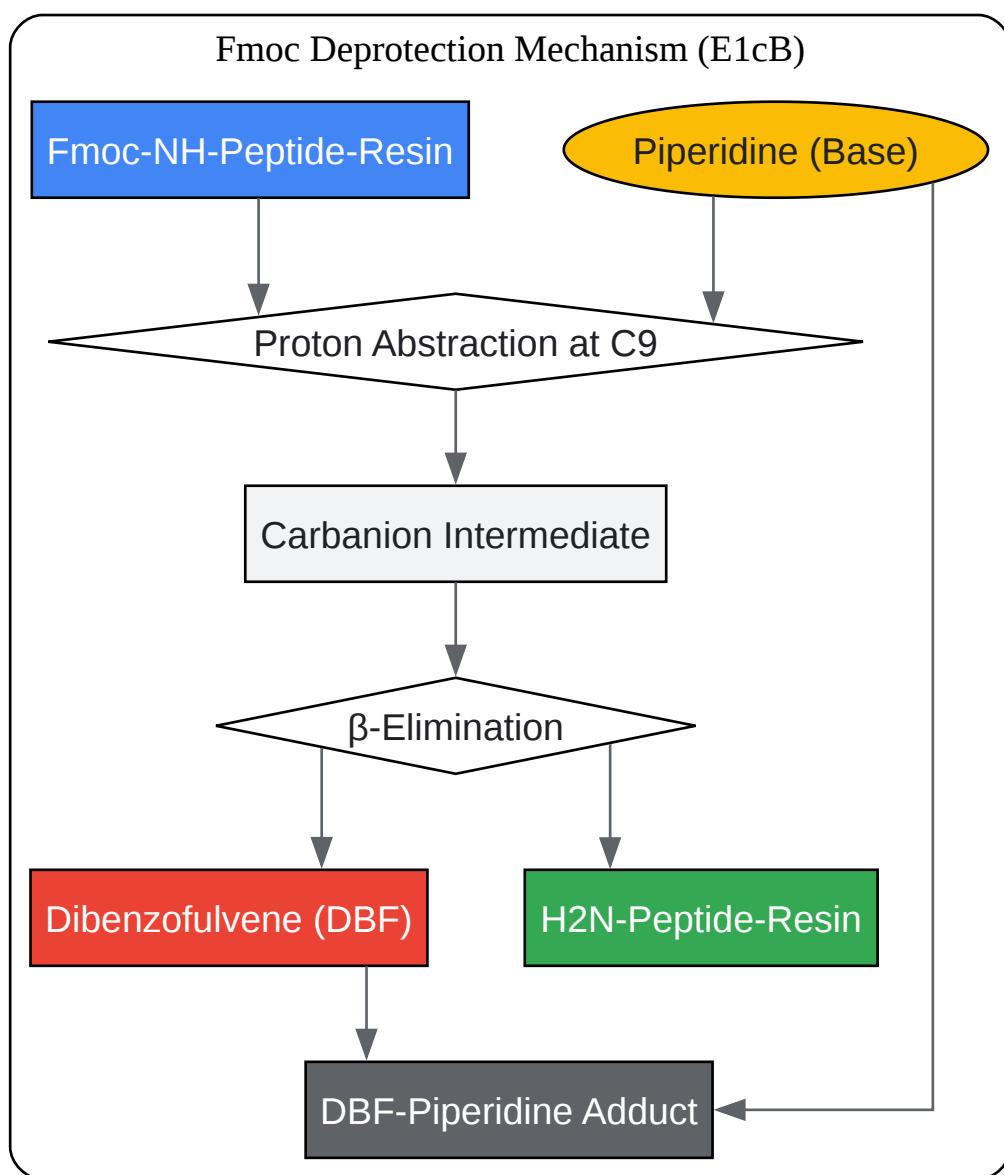 Fmoc Deprotection Mechanism (E1cB)
Fmoc-NH-Peptide-Resin
Piperidine (Base)
Proton Abstraction at C9
Carbanion Intermediate
β-Elimination
Dibenzofulvene (DBF)
H2N-Peptide-Resin
DBF-Piperidine Adduct